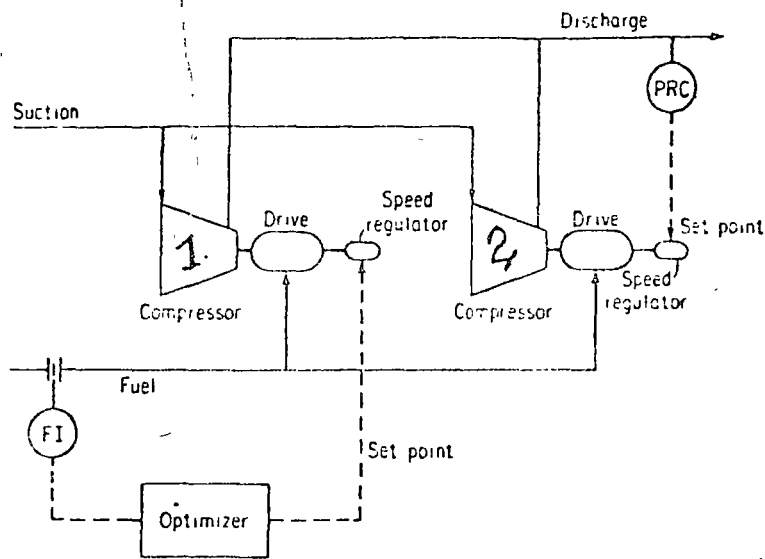 Discharge
PRC
Suction
Speed
regulator
Drive
Drive
Set point
1.
2
Speed
regulator
Compressor
Compressor
Fuel
FI
Set point
Optimizer